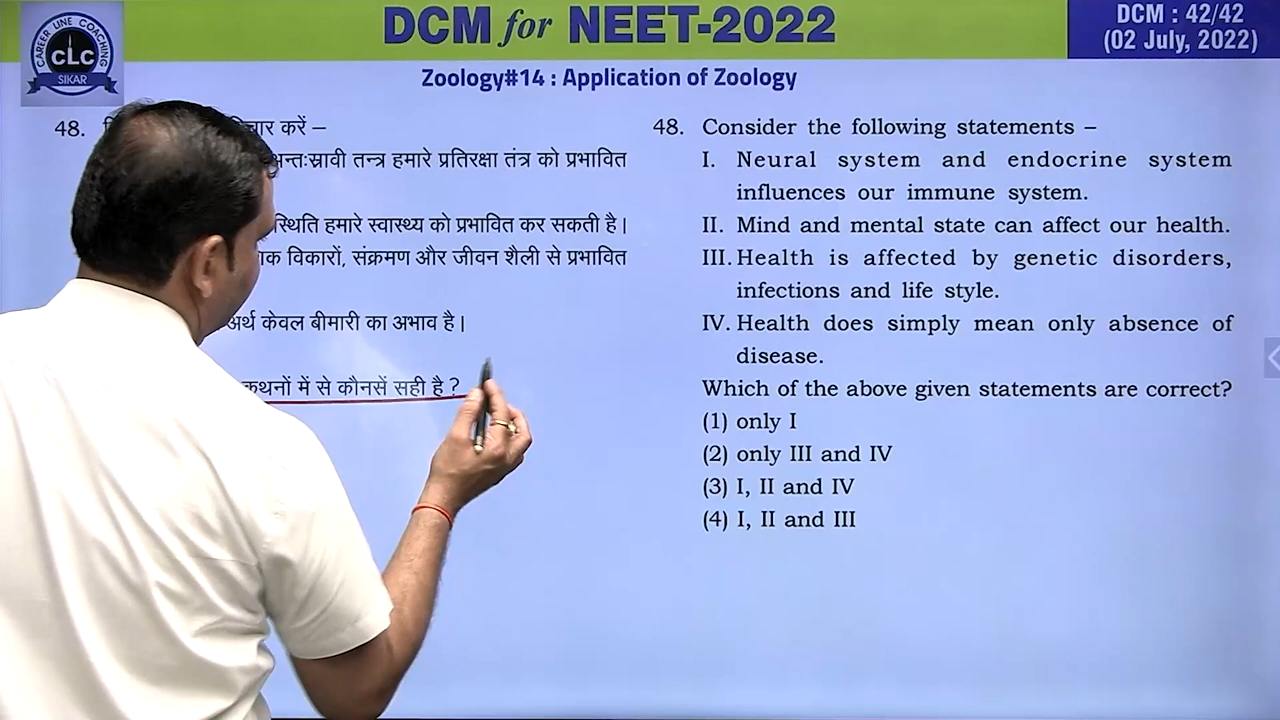 DCM for NEET-2022
DCM : 42/42
(02 July, 2022)
CAREER LINE COACHING
CLC
SIKAR
Zoology#14 : Application of Zoology
48. करें –
अन्तःस्रावी तन्त्र हमारे प्रतिरक्षा तंत्र को प्रभावित
स्थिति हमारे स्वास्थ्य को प्रभावित कर सकती है।
विकारों, संक्रमण और जीवन शैली से प्रभावित
अर्थ केवल बीमारी का अभाव है।
कथनों में से कौनसें सही है ?
48. Consider the following statements –
I. Neural system and endocrine system
influences our immune system.
II. Mind and mental state can affect our health.
III. Health is affected by genetic disorders,
infections and life style.
IV. Health does simply mean only absence of
disease.
Which of the above given statements are correct?
(1) only I
(2) only III and IV
(3) I, II and IV
(4) I, II and III